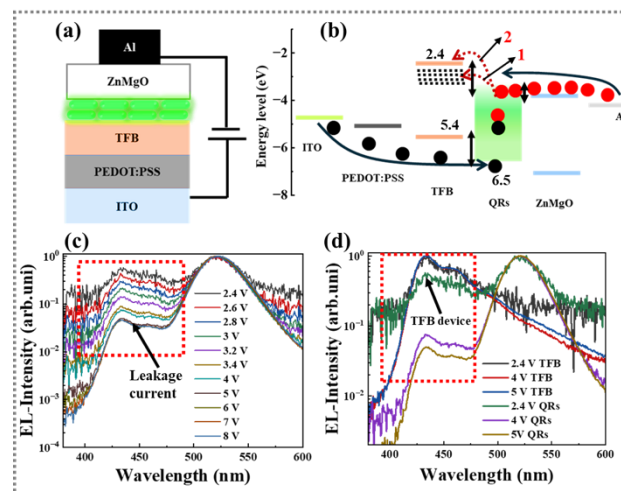 (a)
Al
ZnMgO
TFB
PEDOT:PSS
ITO
(b)
Energy level (eV)
−2
−4
−6
−8
2.4
2
1
5.4
6.5
ITO
PEDOT:PSS
TFB
QRs
ZnMgO
A
(c)
EL-Intensity (arb.uni)
10⁰
10⁻¹
10⁻²
10⁻³
10⁻⁴
Leakage
current
2.4 V
2.6 V
2.8 V
3 V
3.2 V
3.4 V
4 V
5 V
6 V
7 V
8 V
400
450
500
550
600
Wavelength (nm)
(d)
EL-Intensity (arb.uni)
10⁰
10⁻¹
10⁻²
TFB device
2.4 V TFB
4 V TFB
5 V TFB
2.4 V QRs
4 V QRs
5V QRs
400
450
500
550
600
Wavelength (nm)